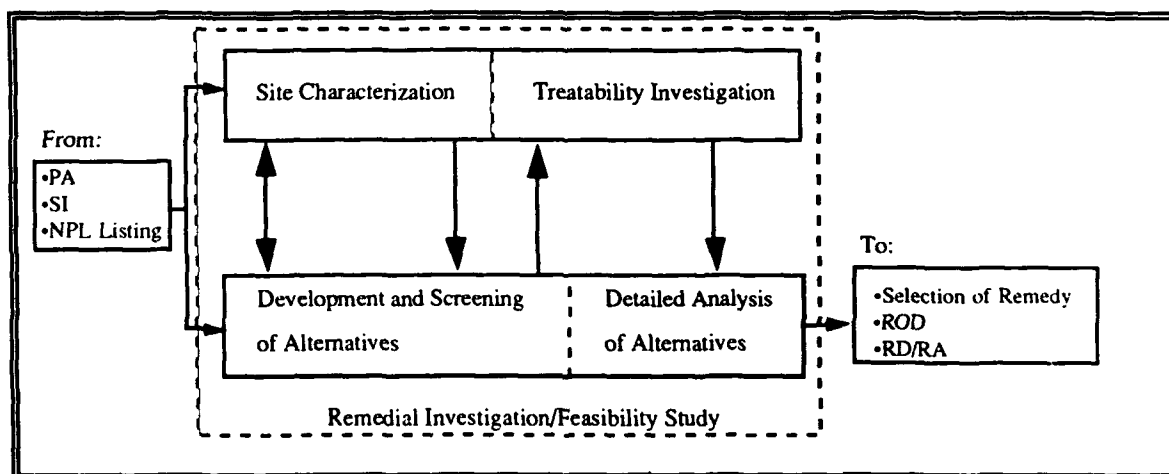 Site Characterization
Treatability Investigation
From:
•PA
•SI
•NPL Listing
Development and Screening
of Alternatives
Detailed Analysis
of Alternatives
To:
•Selection of Remedy
•ROD
•RD/RA
Remedial Investigation/Feasibility Study